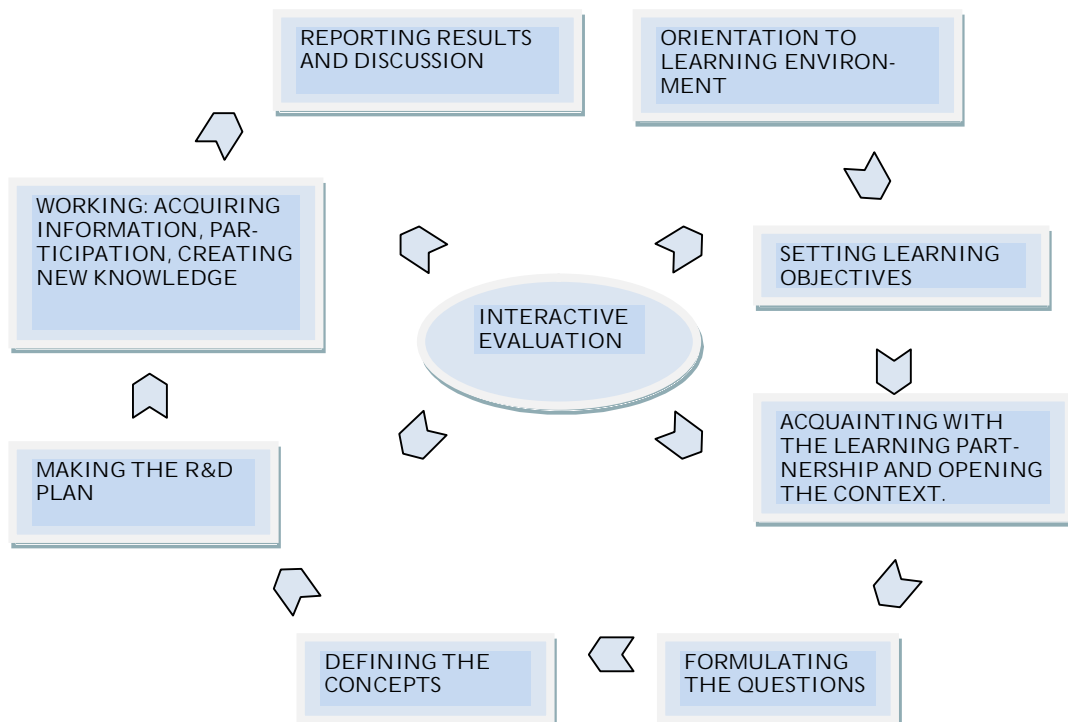 REPORTING RESULTS
AND DISCUSSION
ORIENTATION TO
LEARNING ENVIRON-
MENT
WORKING: ACQUIRING
INFORMATION, PAR-
TICIPATION, CREATING
NEW KNOWLEDGE
SETTING LEARNING
OBJECTIVES
INTERACTIVE
EVALUATION
ACQUAINTING WITH
THE LEARNING PART-
NERSHIP AND OPENING
THE CONTEXT.
MAKING THE R&D
PLAN
DEFINING THE
CONCEPTS
FORMULATING
THE QUESTIONS